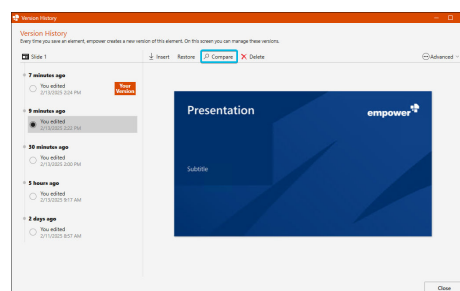 Version History
Version History
Every time you save an element, empower creates a new version of this element. On this screen you can manage these versions.
Slide 1
Insert Restore Compare Delete Advanced
7 minutes ago
You edited
2/13/2025 2:24 PM
Your
Version
9 minutes ago
You edited
2/13/2025 2:22 PM
30 minutes ago
You edited
2/13/2025 2:00 PM
5 hours ago
You edited
2/13/2025 9:17 AM
2 days ago
You edited
2/11/2025 8:57 AM
Presentation
empower
Subtitle
Close